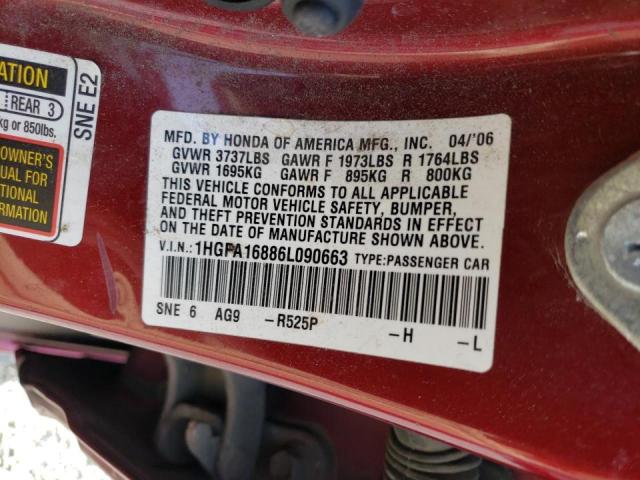 ATION
REAR 3
kg or 850lbs.
OWNER'S
UAL FOR
TIONAL
ORMATION
SNE E2
MFD. BY HONDA OF AMERICA MFG., INC. 04/'06
GVWR 3737LBS GAWR F 1973LBS R 1764LBS
GVWR 1695KG GAWR F 895KG R 800KG
THIS VEHICLE CONFORMS TO ALL APPLICABLE
FEDERAL MOTOR VEHICLE SAFETY, BUMPER,
AND THEFT PREVENTION STANDARDS IN EFFECT
ON THE DATE OF MANUFACTURE SHOWN ABOVE.
V.I.N.: 1HGFA16886L090663 TYPE:PASSENGER CAR
SNE 6 AG9 -R525P -H -L